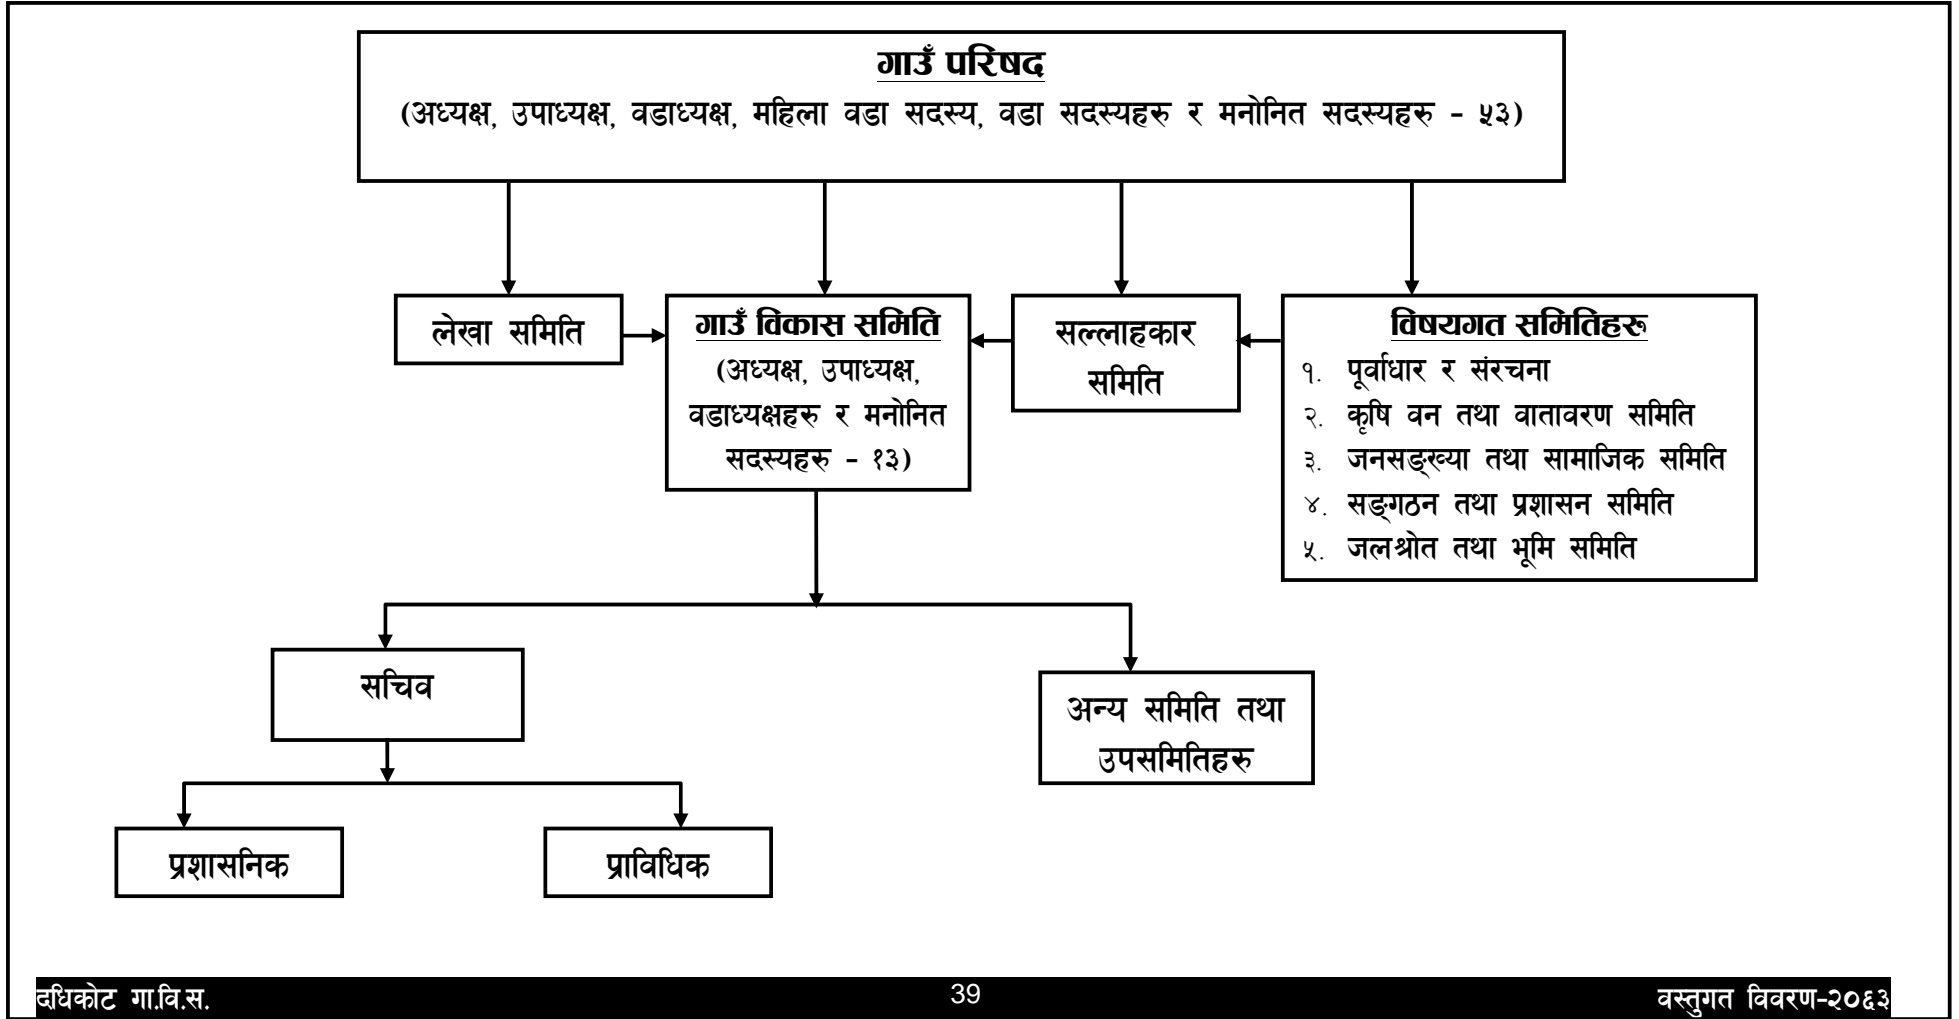 गाउँ परिषद
(अध्यक्ष, उपाध्यक्ष, वडाध्यक्ष, महिला वडा सदस्य, वडा सदस्यहरु र मनोनित सदस्यहरु - ५३)
लेखा समिति
गाउँ विकास समिति
(अध्यक्ष, उपाध्यक्ष,
वडाध्यक्षहरु र मनोनित
सदस्यहरु - १३)
सल्लाहकार
समिति
विषयगत समितिहरू
१. पूर्वाधार र संरचना
२. कृषि वन तथा वातावरण समिति
३. जनसङ्ख्या तथा सामाजिक समिति
४. सङ्गठन तथा प्रशासन समिति
५. जलश्रोत तथा भूमि समिति
सचिव
अन्य समिति तथा
उपसमितिहरु
प्रशासनिक
प्राविधिक
दधिकोट गा.वि.स. 39 वस्तुगत विवरण-२०६३